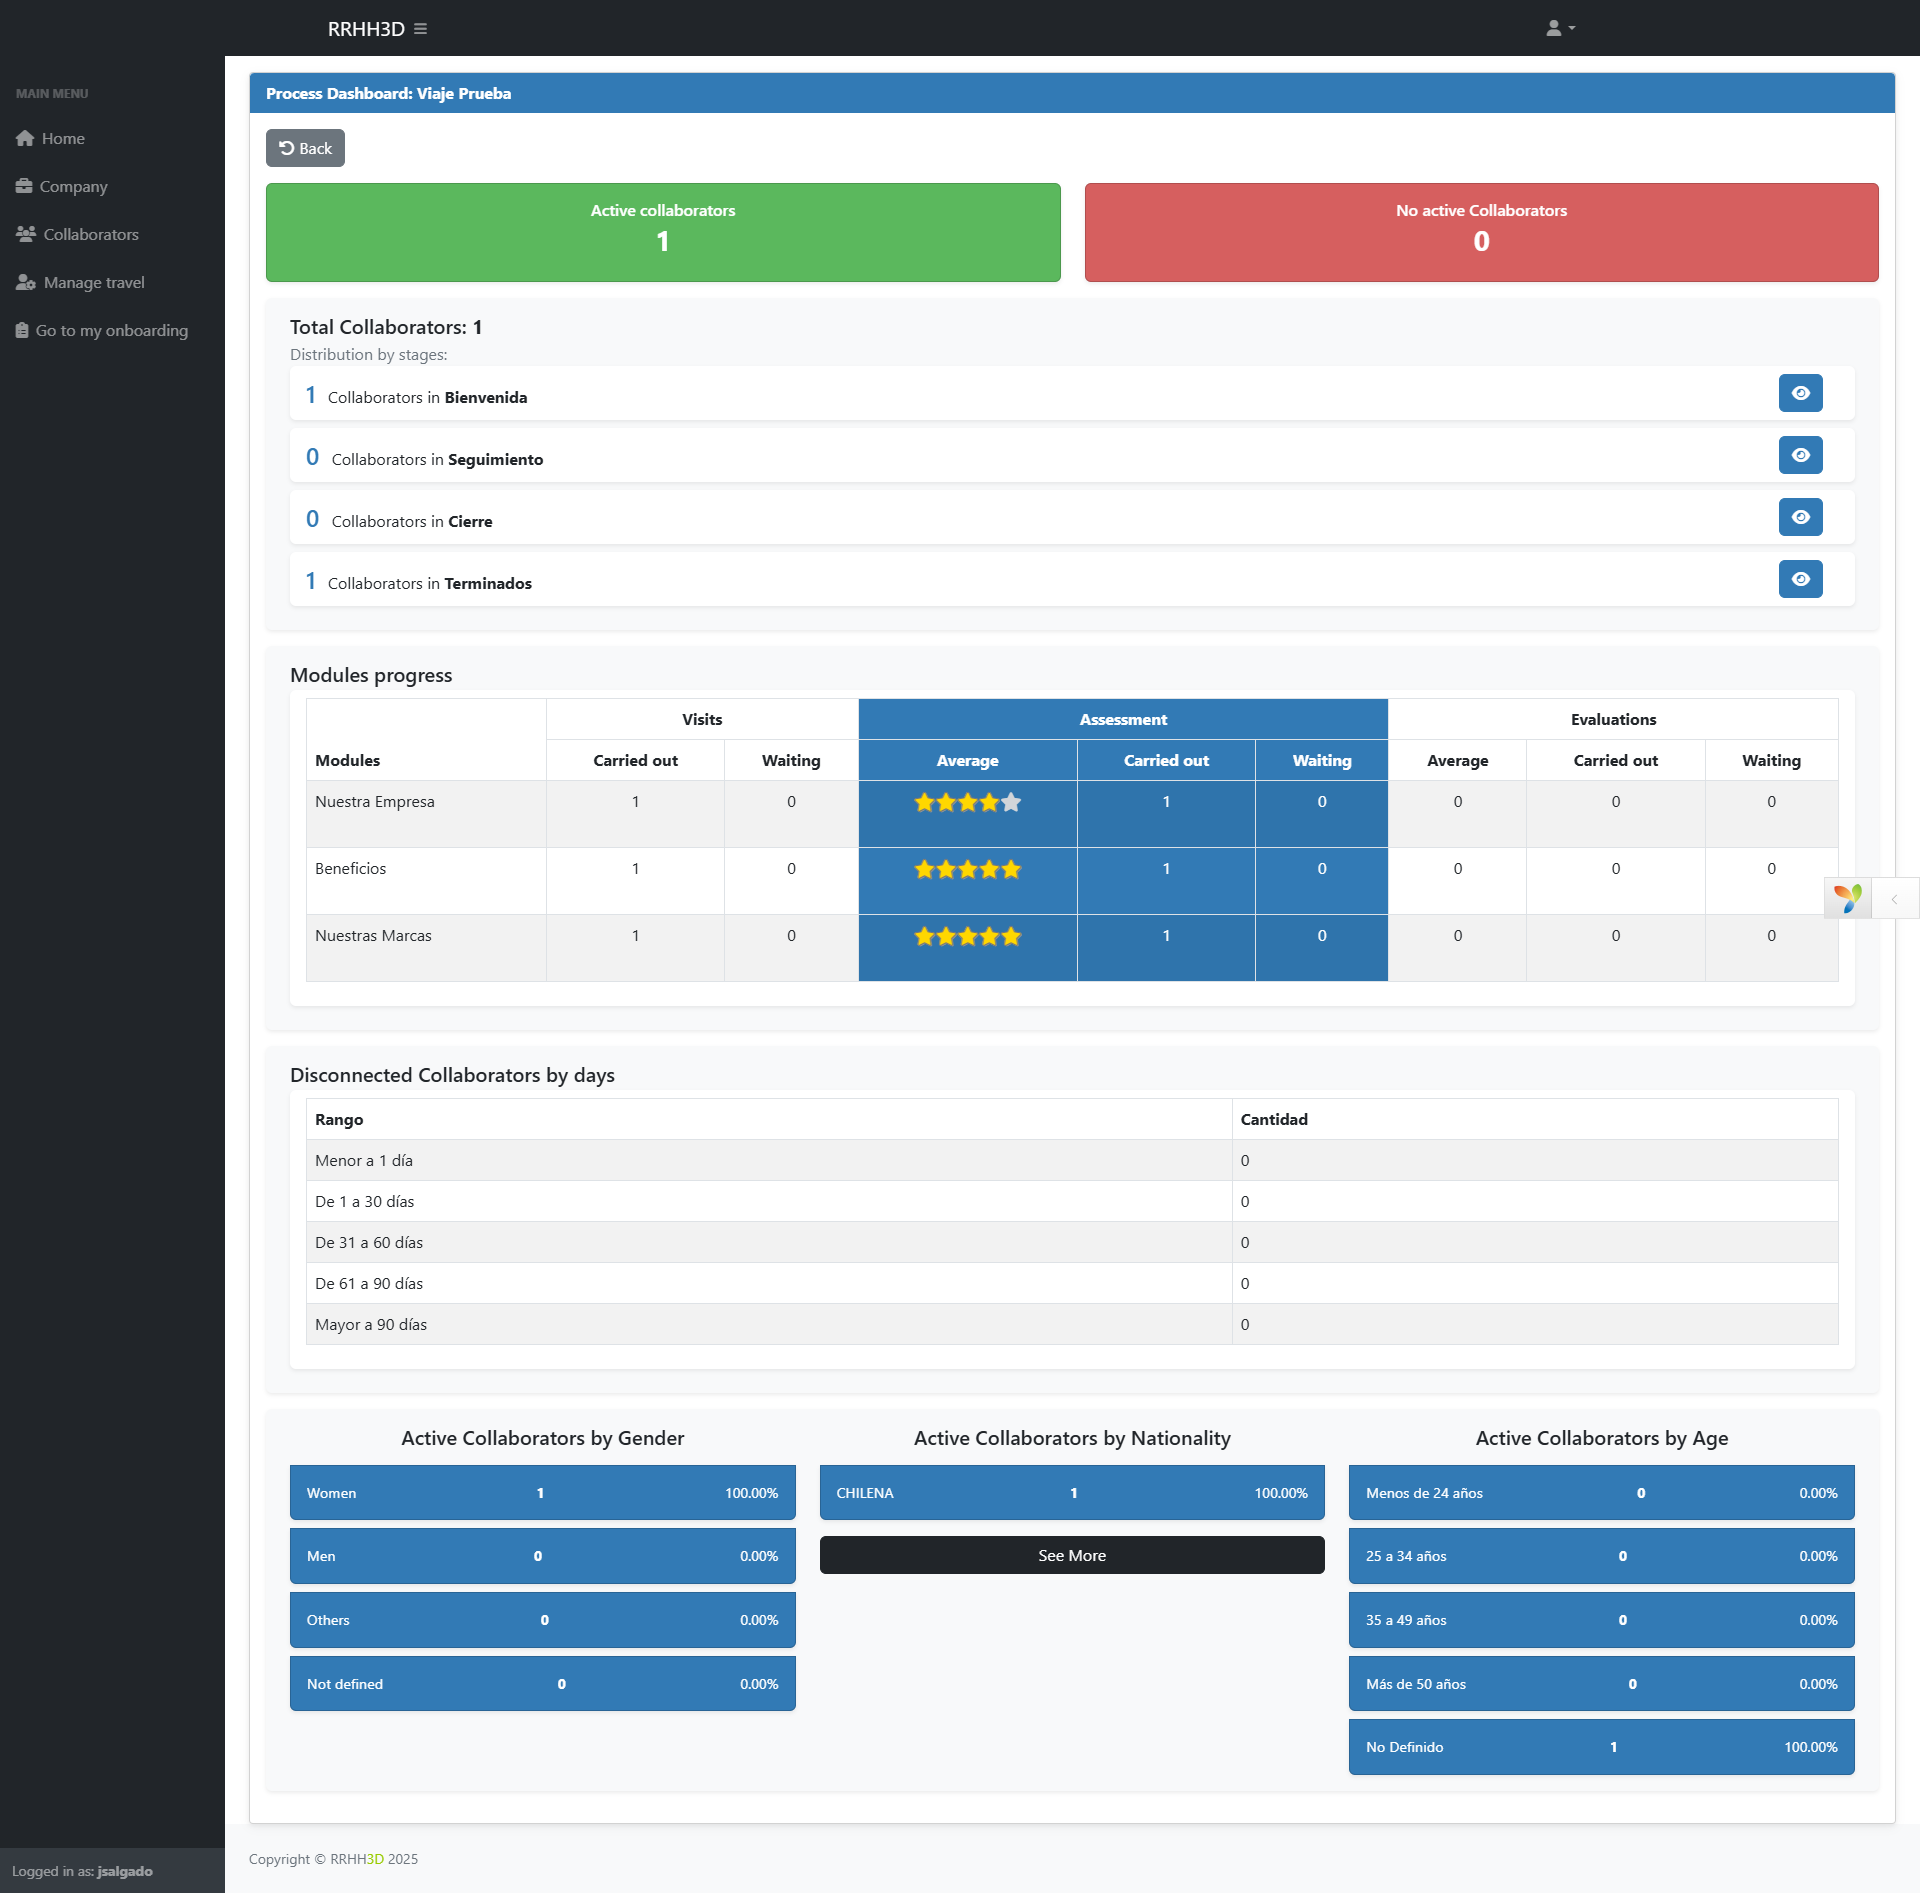 RRHH3D
MAIN MENU
Home
Company
Collaborators
Manage travel
Go to my onboarding
Process Dashboard: Viaje Prueba
Back
Active collaborators
1
No active Collaborators
0
Total Collaborators: 1
Distribution by stages:
1 Collaborators in Bienvenida
0 Collaborators in Seguimiento
0 Collaborators in Cierre
1 Collaborators in Terminados
Modules progress
Visits Assessment Evaluations
Modules Carried out Waiting Average Carried out Waiting Average Carried out Waiting
Nuestra Empresa 1 0 1 0 0 0 0
Beneficios 1 0 1 0 0 0 0
Nuestras Marcas 1 0 1 0 0 0 0
Disconnected Collaborators by days
Rango Cantidad
Menor a 1 día 0
De 1 a 30 días 0
De 31 a 60 días 0
De 61 a 90 días 0
Mayor a 90 días 0
Active Collaborators by Gender
Women 1 100.00%
Men 0 0.00%
Others 0 0.00%
Not defined 0 0.00%
Active Collaborators by Nationality
CHILENA 1 100.00%
See More
Active Collaborators by Age
Menos de 24 años 0 0.00%
25 a 34 años 0 0.00%
35 a 49 años 0 0.00%
Más de 50 años 0 0.00%
No Definido 1 100.00%
Logged in as: jsalgado
Copyright © RRHH3D 2025